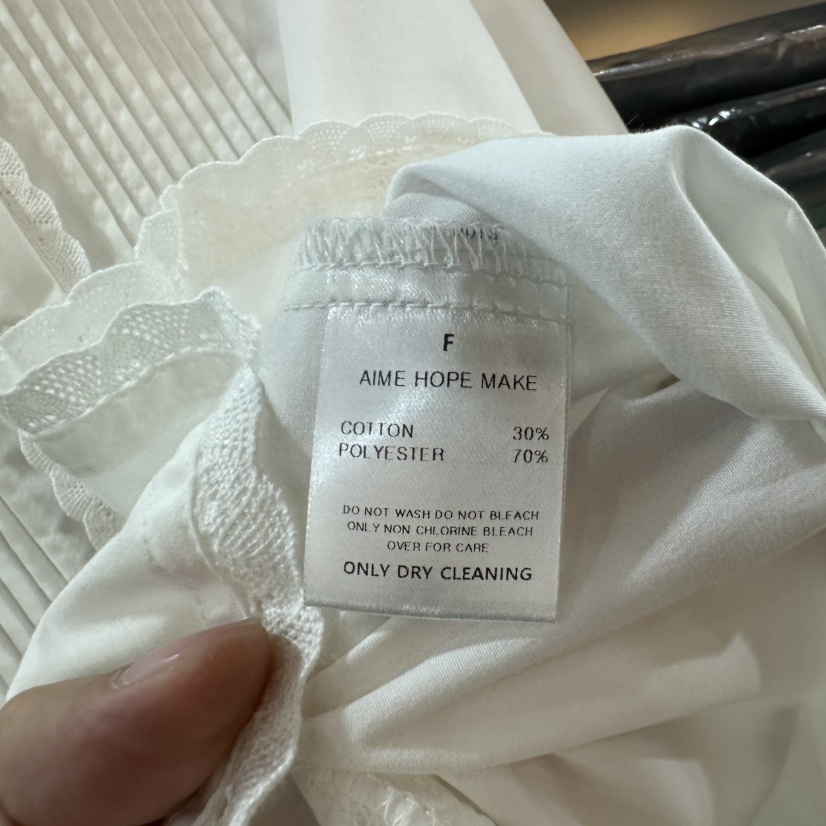 F
AIME HOPE MAKE
COTTON 30%
POLYESTER 70%
DO NOT WASH DO NOT BLEACH
ONLY NON CHLORINE BLEACH
OVER FOR CARE
ONLY DRY CLEANING